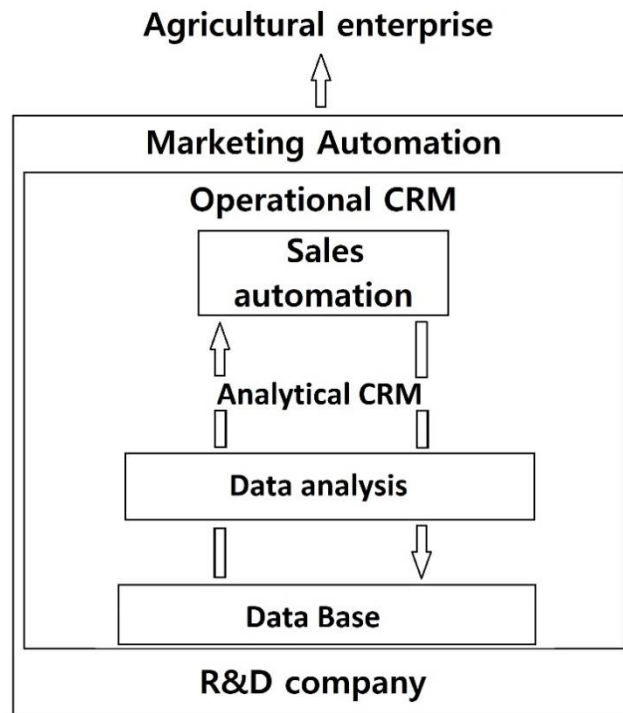 Agricultural enterprise
Marketing Automation
Operational CRM
Sales
automation
Analytical CRM
Data analysis
Data Base
R&D company